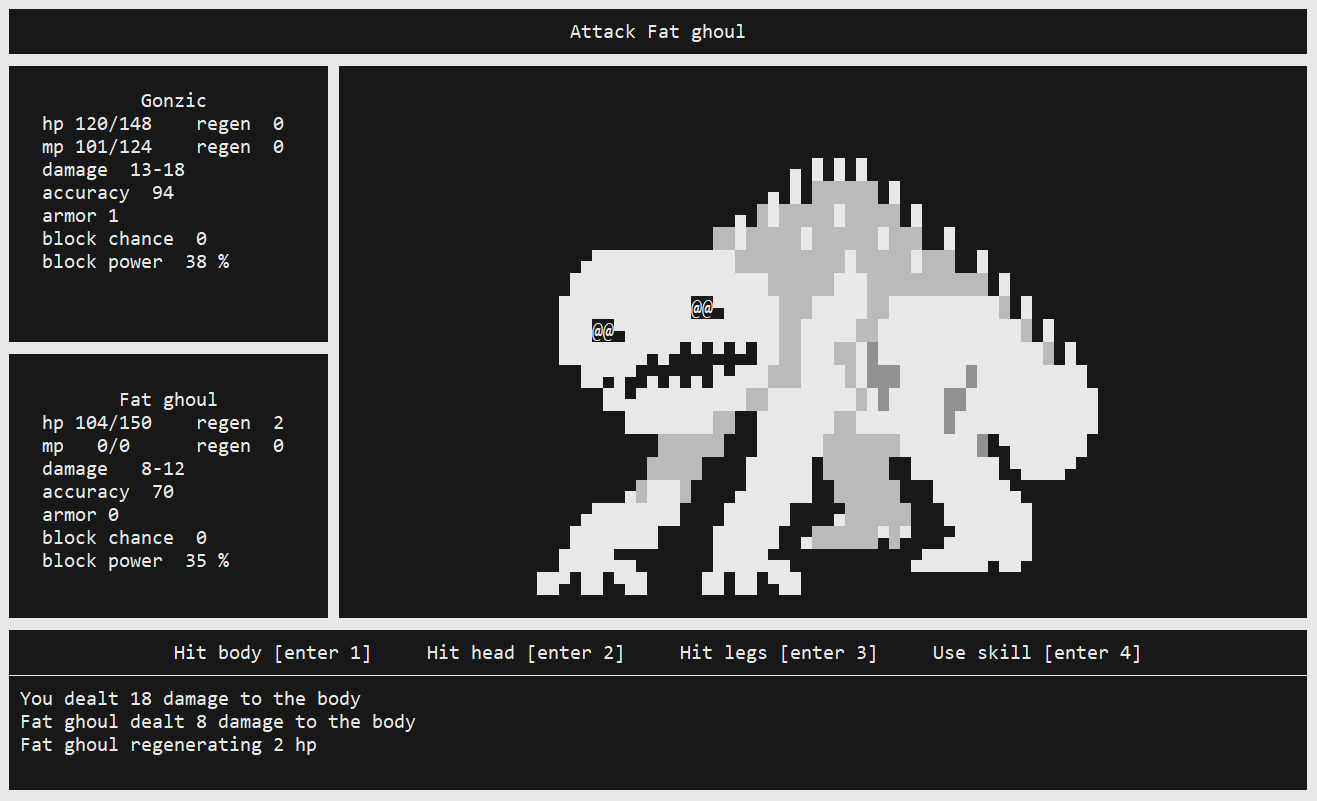 Attack Fat ghoul
Gonzic
hp 120/148    regen  0
mp 101/124    regen  0
damage  13-18
accuracy  94
armor 1
block chance  0
block power  38 %
Fat ghoul
hp 104/150    regen  2
mp   0/0      regen  0
damage   8-12
accuracy  70
armor 0
block chance  0
block power  35 %
@@
@@
Hit body [enter 1]     Hit head [enter 2]     Hit legs [enter 3]     Use skill [enter 4]
You dealt 18 damage to the body
Fat ghoul dealt 8 damage to the body
Fat ghoul regenerating 2 hp